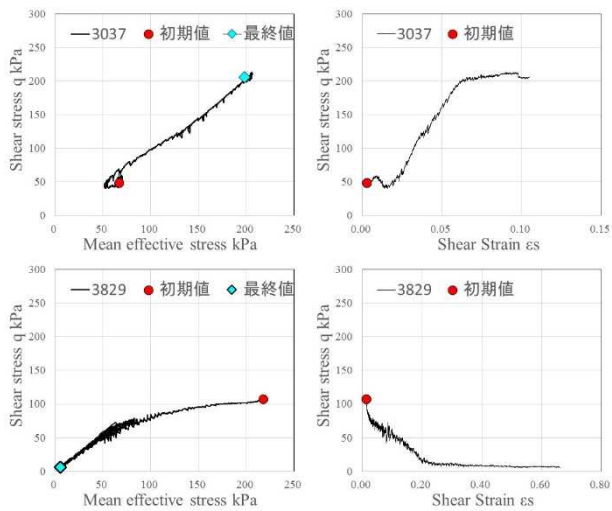 3037 初期値 最終値
300
250
200
150
100
50
0
Shear stress q kPa
0 50 100 150 200 250
Mean effective stress kPa
3037 初期値
300
250
200
150
100
50
0
Shear stress q kPa
0.00 0.05 0.10 0.15
Shear Strain εs
3829 初期値 最終値
300
250
200
150
100
50
0
Shear stress q kPa
0 50 100 150 200 250
Mean effective stress kPa
3829 初期値
300
250
200
150
100
50
0
Shear stress q kPa
0.00 0.20 0.40 0.60 0.80
Shear Strain εs